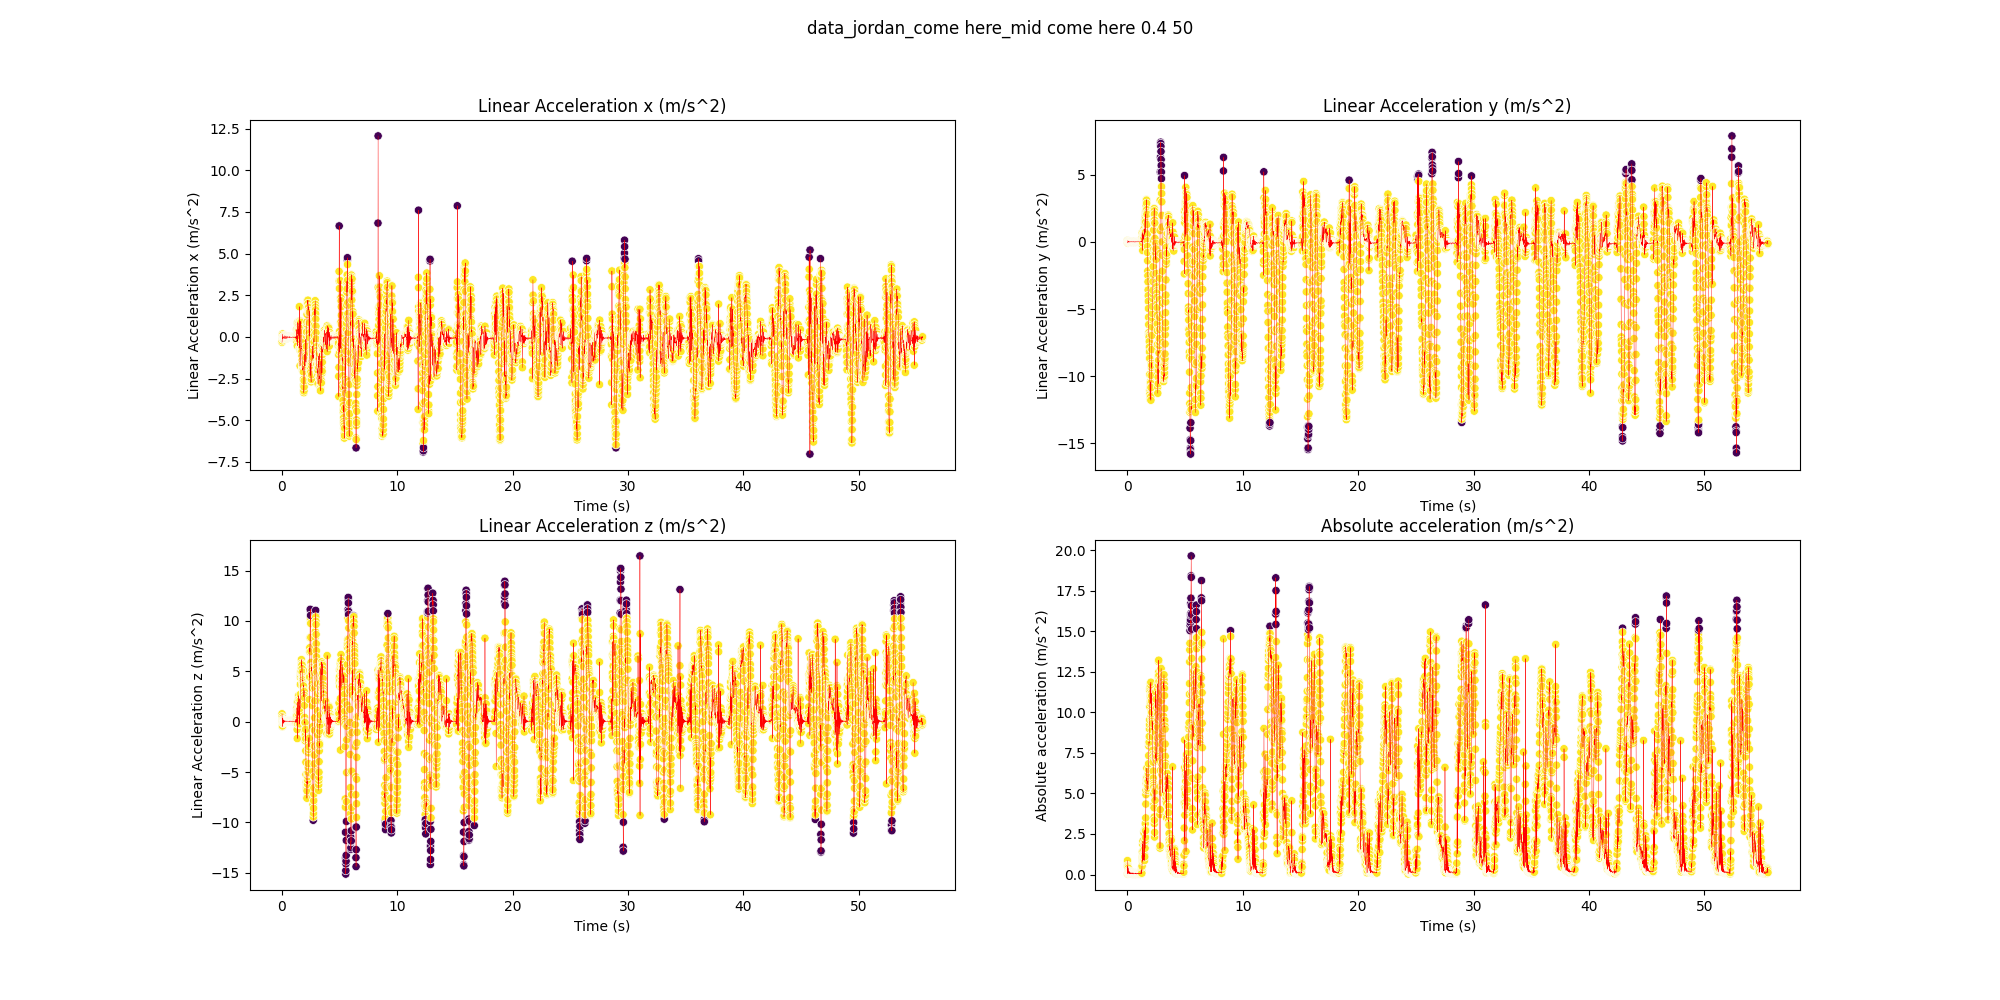 data_jordan_come here_mid come here 0.4 50
Linear Acceleration x (m/s^2)
Linear Acceleration x (m/s^2)
12.5
10.0
7.5
5.0
2.5
0.0
−2.5
−5.0
−7.5
0 10 20 30 40 50
Time (s)
Linear Acceleration y (m/s^2)
Linear Acceleration y (m/s^2)
5
0
−5
−10
−15
0 10 20 30 40 50
Time (s)
Linear Acceleration z (m/s^2)
Linear Acceleration z (m/s^2)
15
10
5
0
−5
−10
−15
0 10 20 30 40 50
Time (s)
Absolute acceleration (m/s^2)
Absolute acceleration (m/s^2)
20.0
17.5
15.0
12.5
10.0
7.5
5.0
2.5
0.0
0 10 20 30 40 50
Time (s)